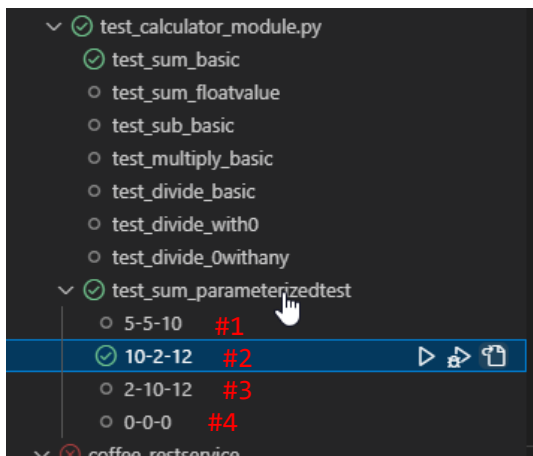 test_calculator_module.py
test_sum_basic
test_sum_floatvalue
test_sub_basic
test_multiply_basic
test_divide_basic
test_divide_with0
test_divide_0withany
test_sum_parameterizedtest
5-5-10 #1
10-2-12 #2
2-10-12 #3
0-0-0 #4
coffee_restservice